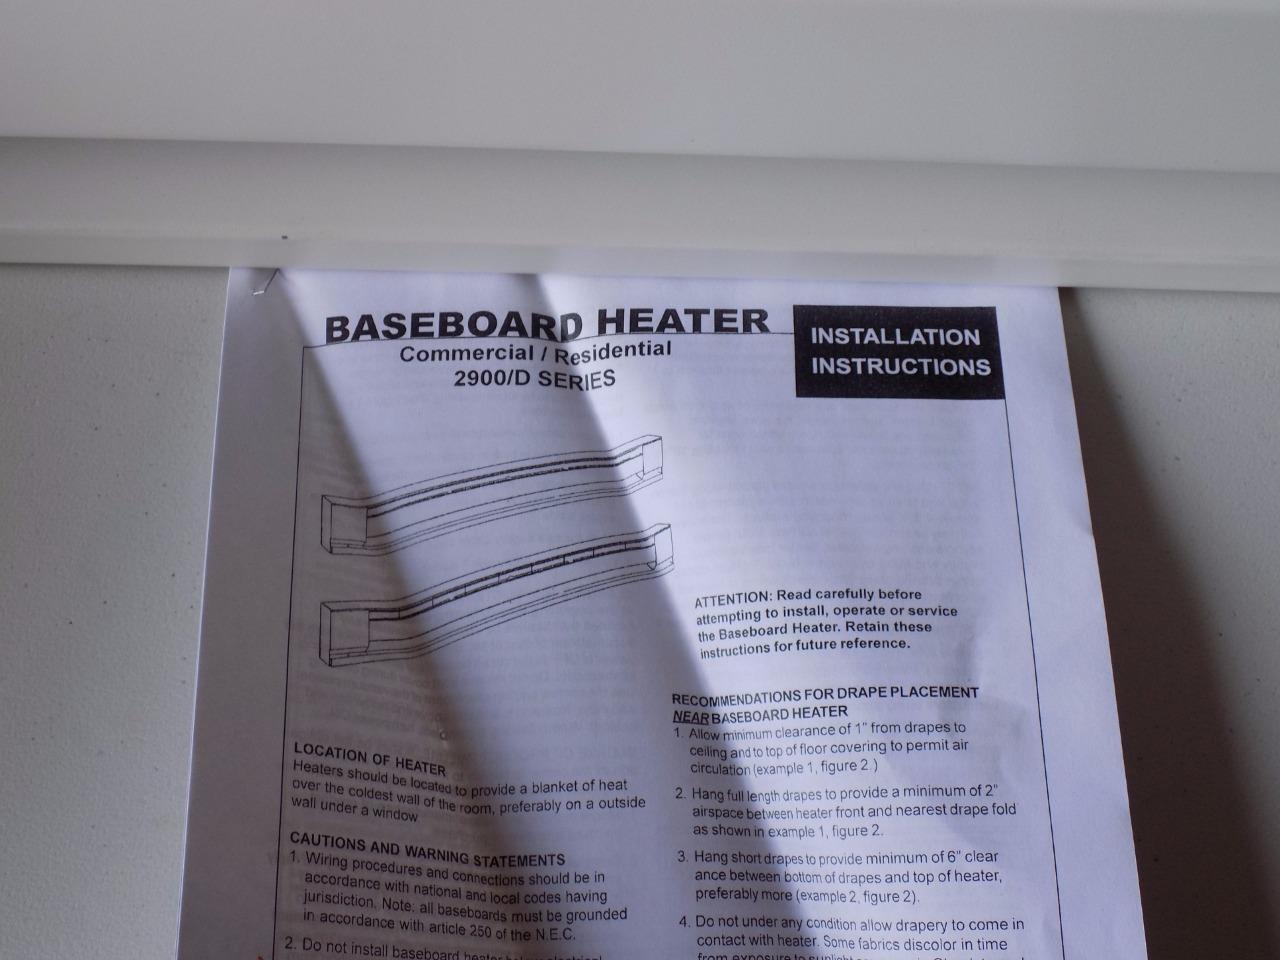 BASEBOARD HEATER
Commercial / Residential
2900/D SERIES
INSTALLATION
INSTRUCTIONS
ATTENTION: Read carefully before
attempting to install, operate or service
the Baseboard Heater. Retain these
instructions for future reference.
LOCATION OF HEATER
Heaters should be located to provide a blanket of heat
over the coldest wall of the room, preferably on a outside
wall under a window
CAUTIONS AND WARNING STATEMENTS
1. Wiring procedures and connections should be in
accordance with national and local codes having
jurisdiction. Note: all baseboards must be grounded
in accordance with article 250 of the N.E.C.
2. Do not install baseboard heater below electrical
RECOMMENDATIONS FOR DRAPE PLACEMENT
NEAR BASEBOARD HEATER
1. Allow minimum clearance of 1" from drapes to
ceiling and to top of floor covering to permit air
circulation (example 1, figure 2.)
2. Hang full length drapes to provide a minimum of 2"
airspace between heater front and nearest drape fold
as shown in example 1, figure 2.
3. Hang short drapes to provide minimum of 6" clear
ance between bottom of drapes and top of heater,
preferably more (example 2, figure 2).
4. Do not under any condition allow drapery to come in
contact with heater. Some fabrics discolor in time
from exposure to sunlight